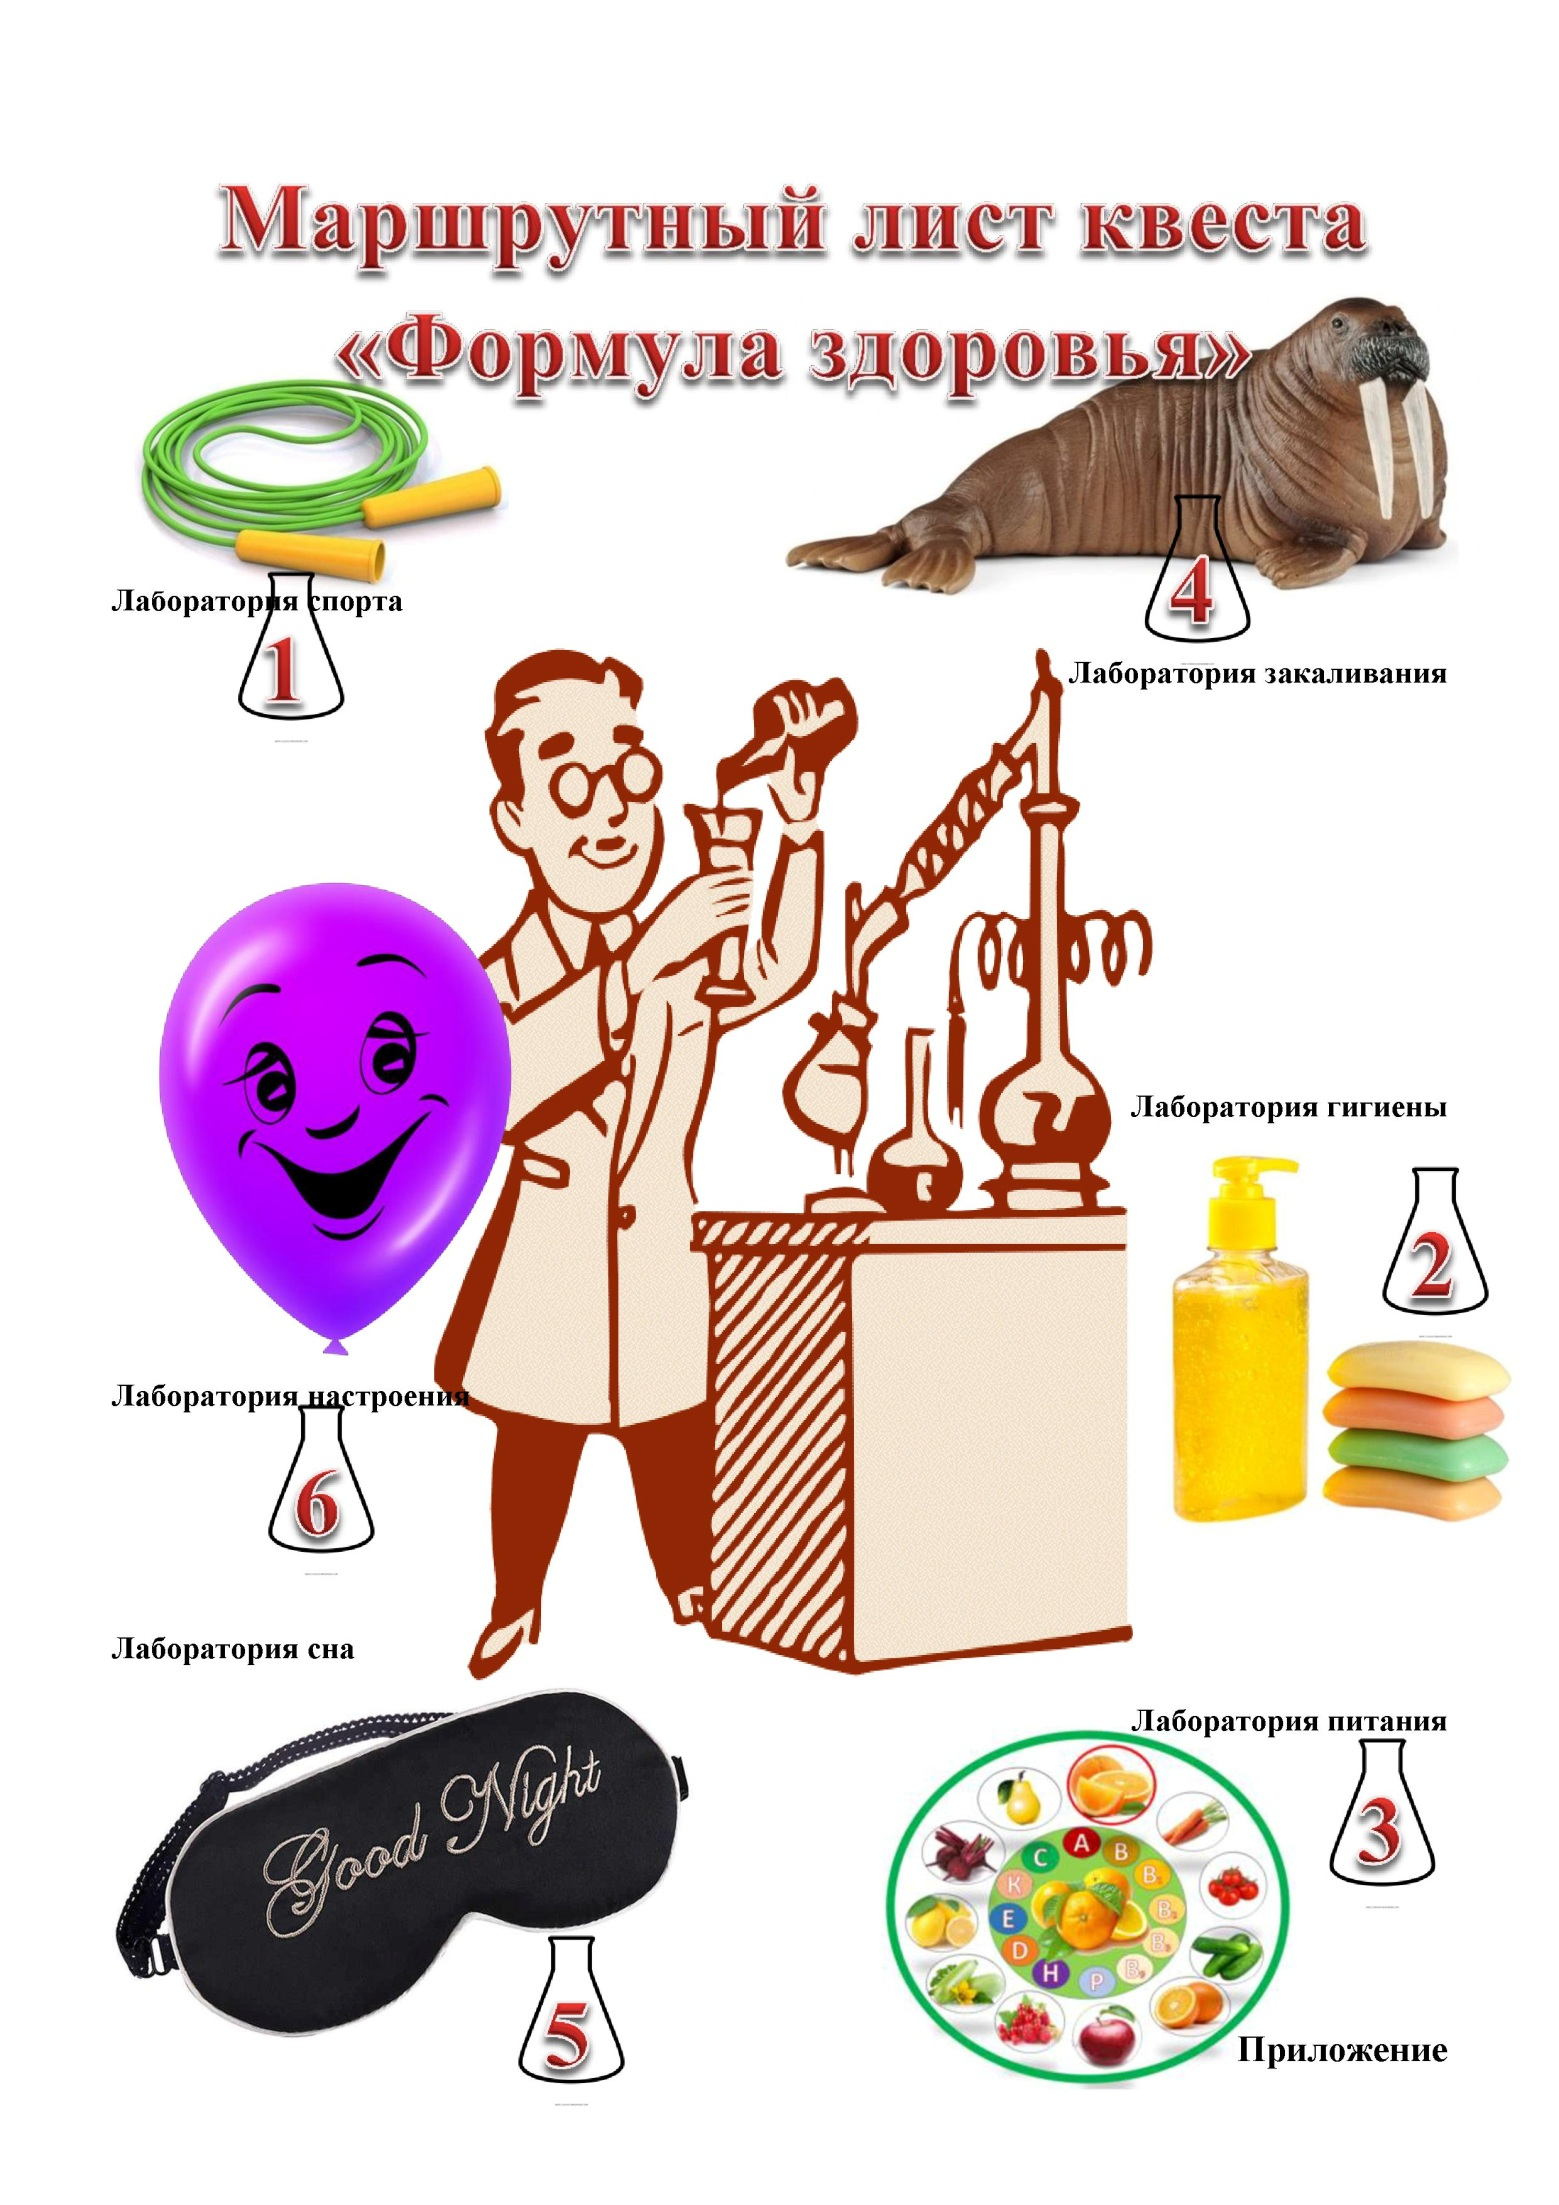 Маршрутный лист квеста
«Формула здоровья»
Лаборатория спорта
1
4
Лаборатория закаливания
Лаборатория гигиены
2
Лаборатория настроения
6
Лаборатория сна
Good Night
5
Лаборатория питания
3
A
B
B
B
B
B
P
H
D
E
K
C
Приложение